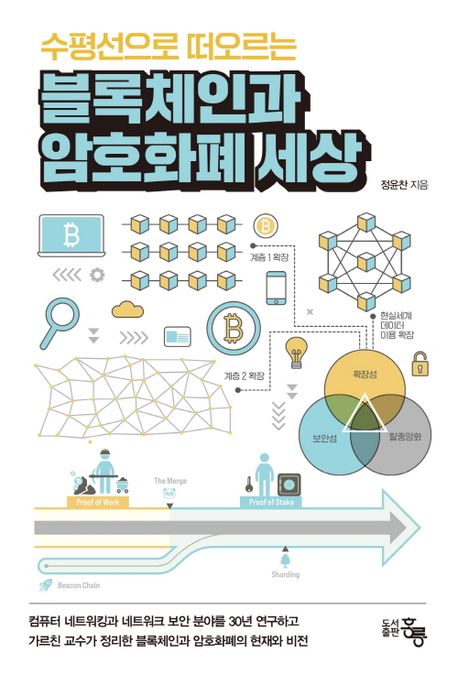 수평선으로 떠오르는
블록체인과
암호화폐 세상
정윤찬 지음
계층 1 확장
현실세계
데이터
이용 확장
계층 2 확장
확장성
보안성
탈중앙화
The Merge
Proof of Work
Proof of Stake
Beacon Chain
Sharding
컴퓨터 네트워킹과 네트워크 보안 분야를 30년 연구하고
가르친 교수가 정리한 블록체인과 암호화폐의 현재와 비전
도서
출판
홍릉